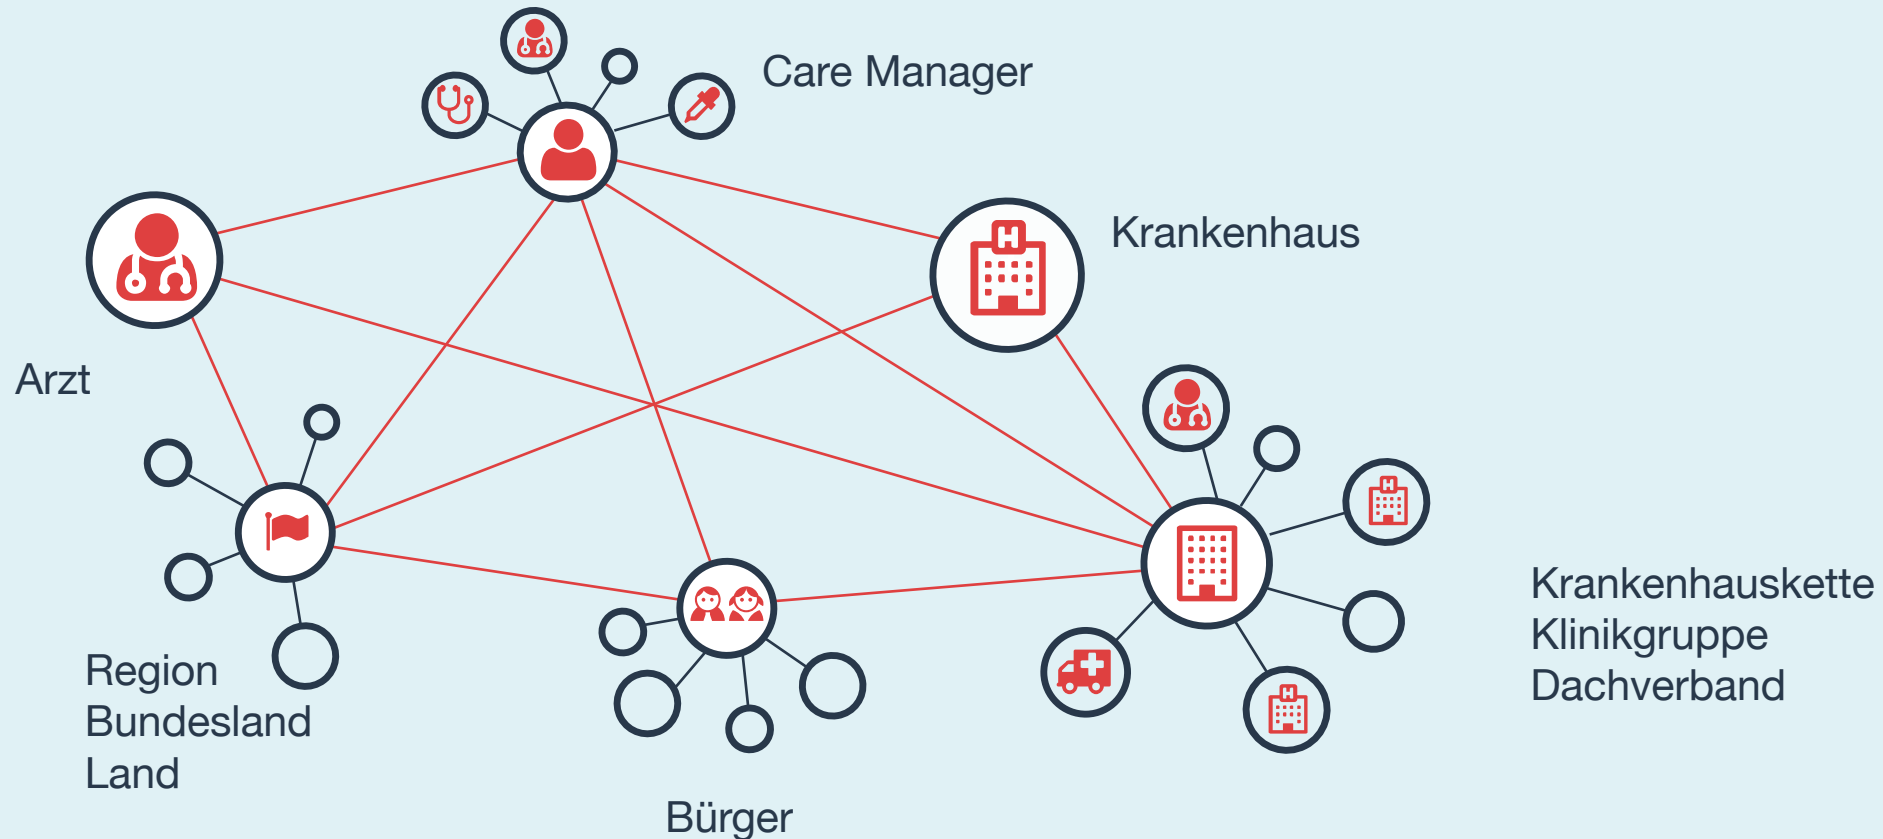 Care Manager
Krankenhaus
Arzt
Krankenhauskette
Klinikgruppe
Dachverband
Region
Bundesland
Land
Bürger